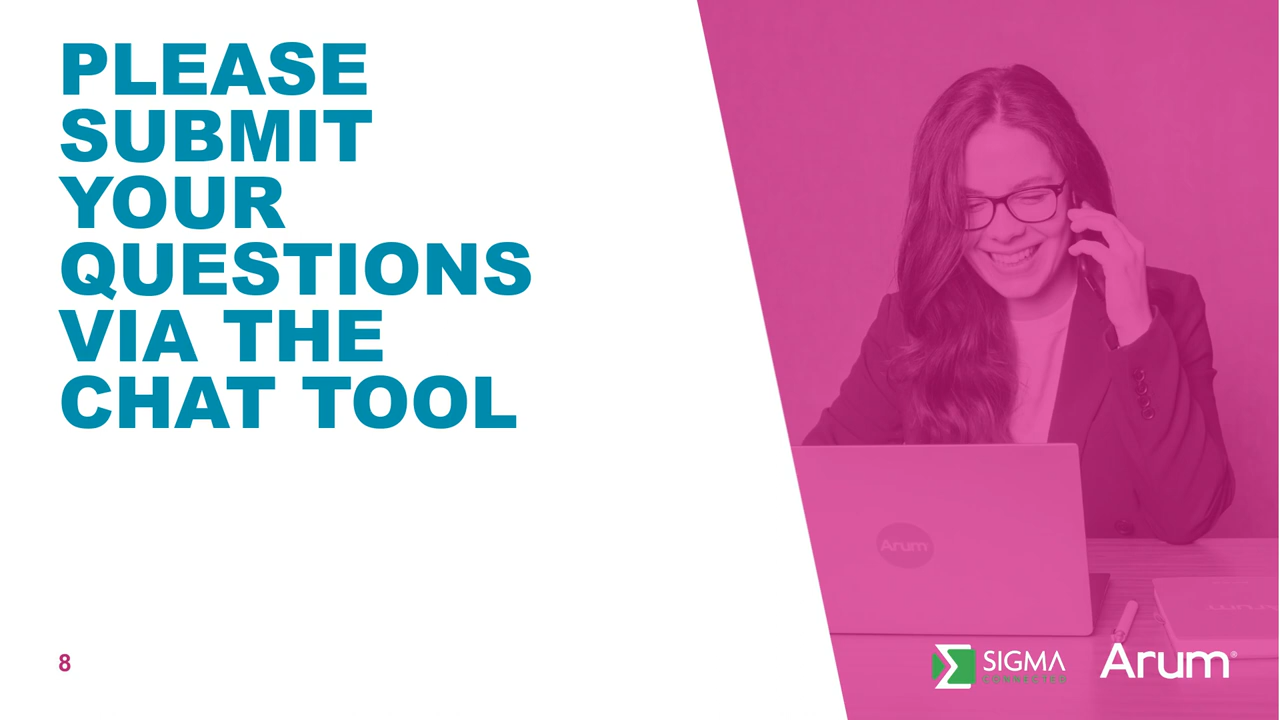 PLEASE
SUBMIT
YOUR
QUESTIONS
VIA THE
CHAT TOOL
Arum
8
SIGMA
CONNECTED
Arum®